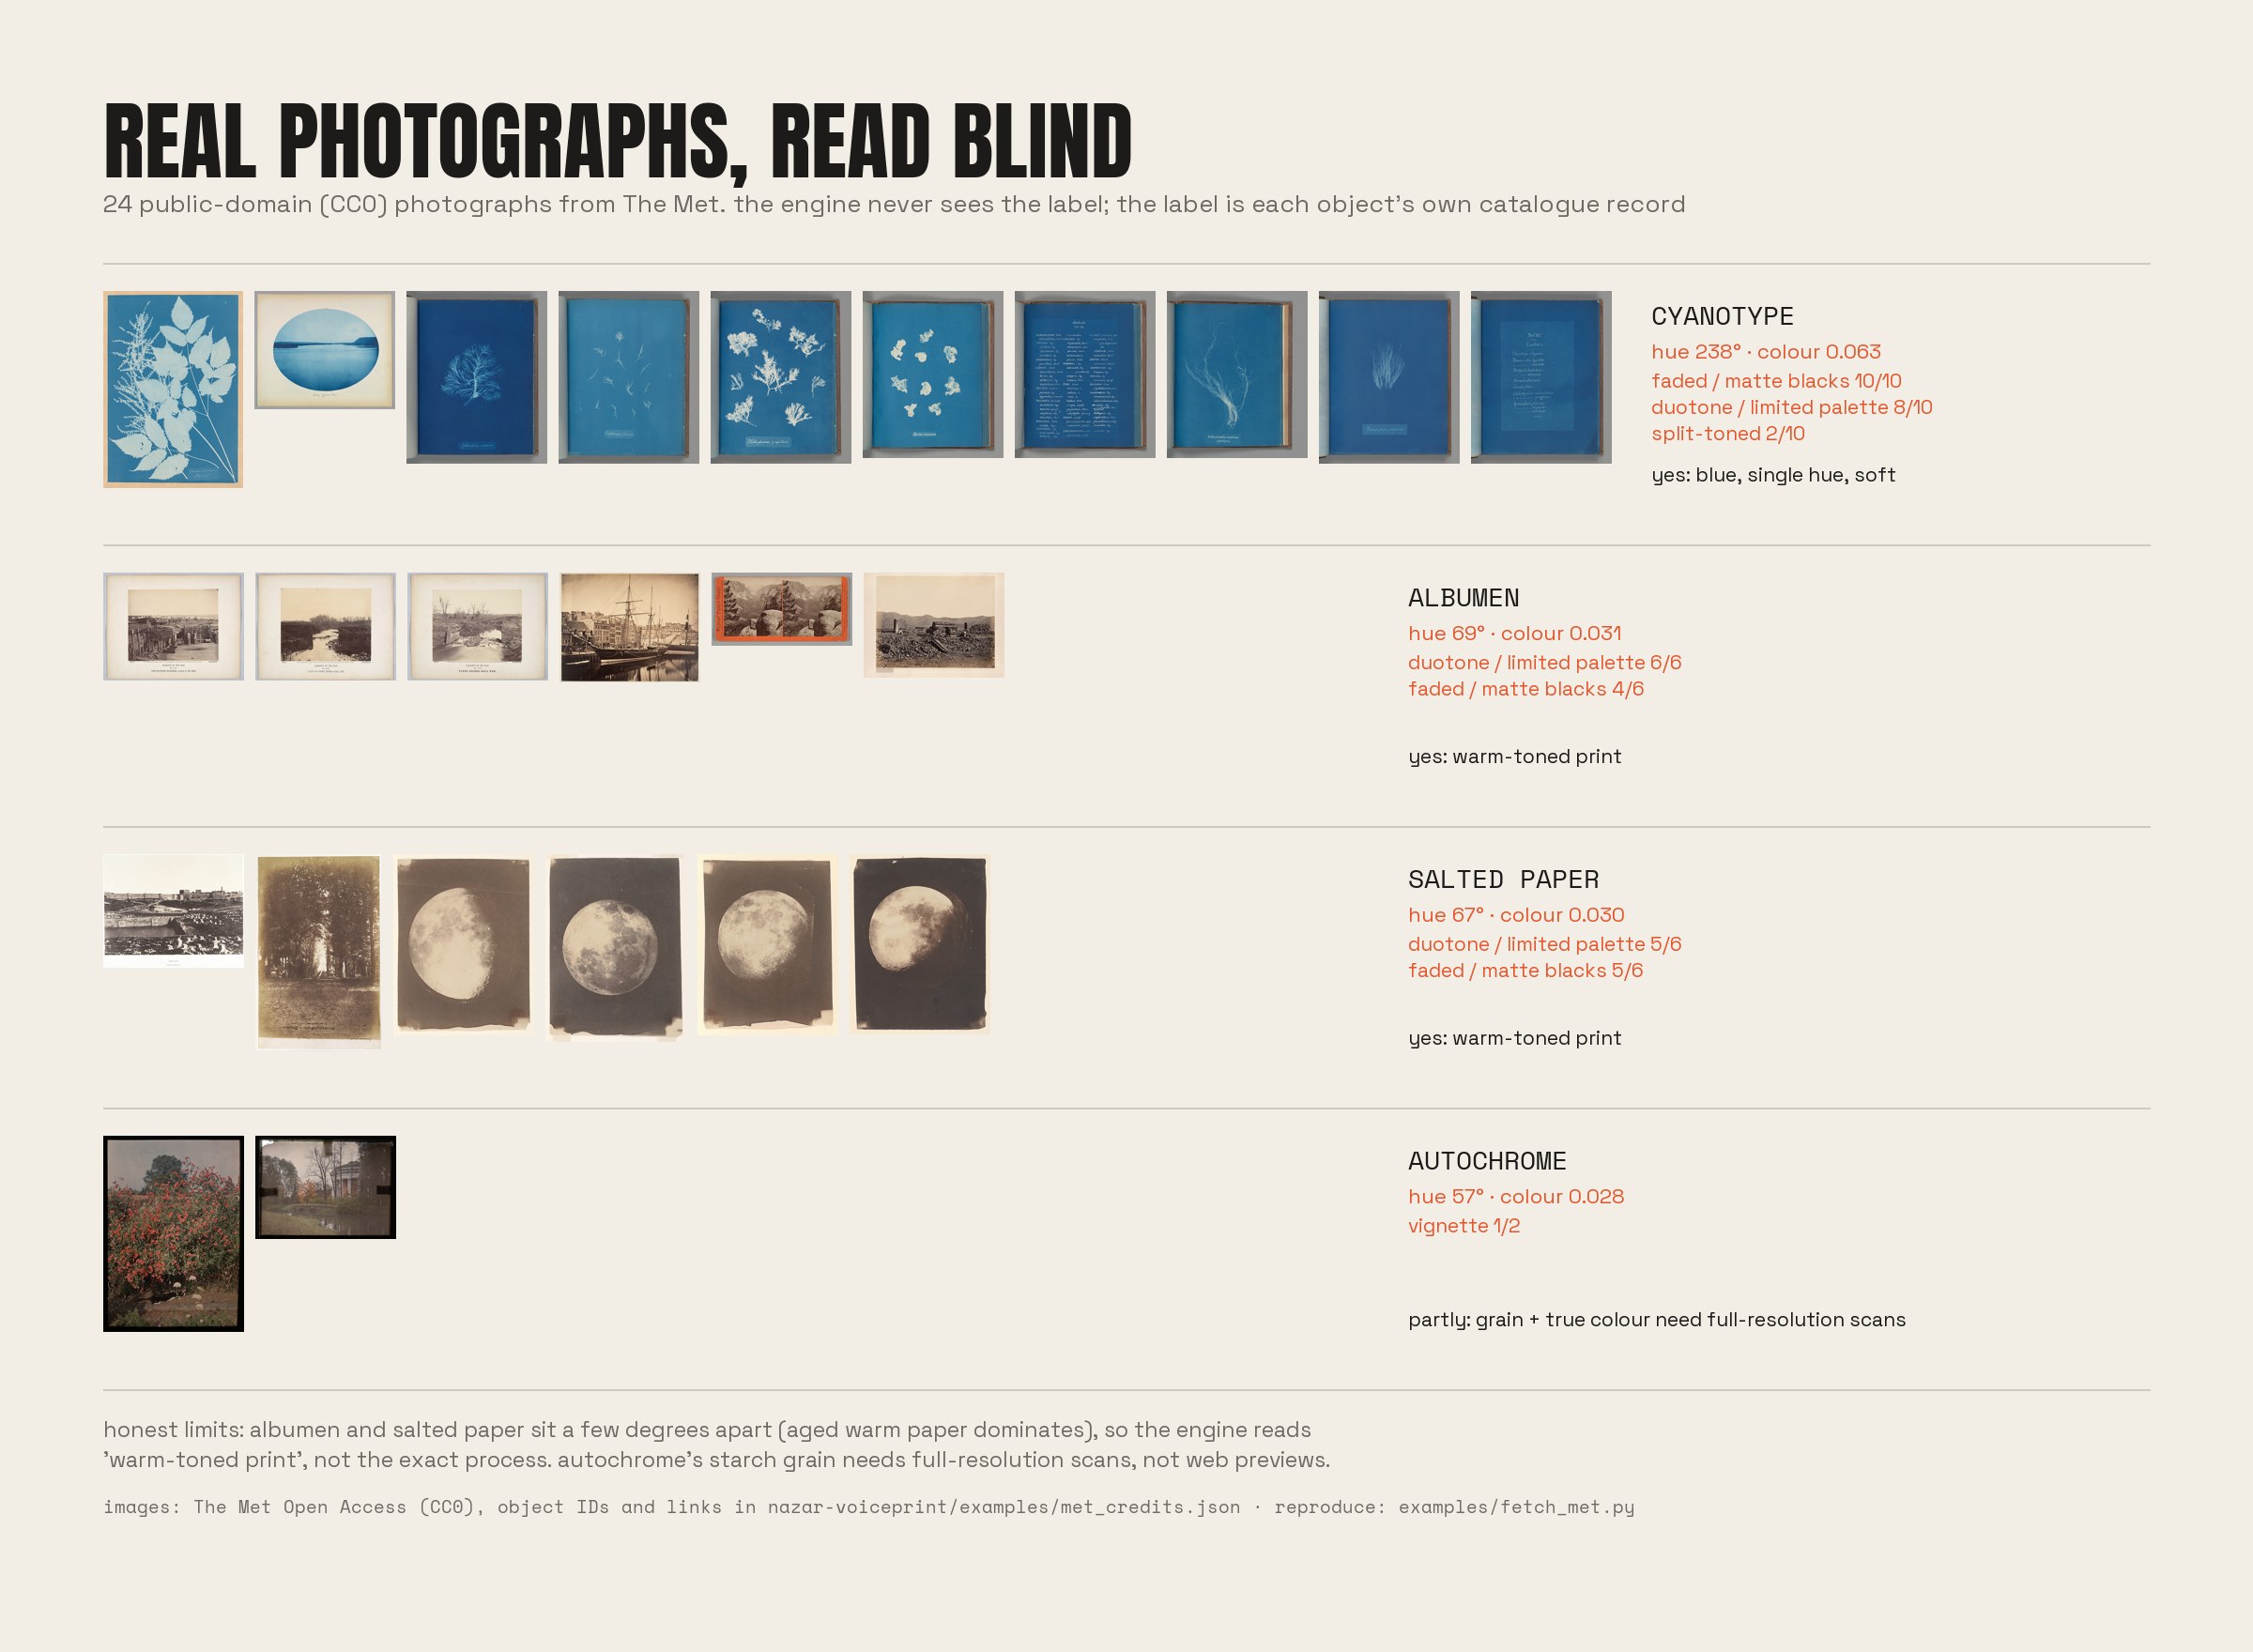 REAL PHOTOGRAPHS, READ BLIND
24 public-domain (CC0) photographs from The Met. the engine never sees the label; the label is each object's own catalogue record
CYANOTYPE
hue 238° · colour 0.063
faded / matte blacks 10/10
duotone / limited palette 8/10
split-toned 2/10
yes: blue, single hue, soft
ALBUMEN
hue 69° · colour 0.031
duotone / limited palette 6/6
faded / matte blacks 4/6
yes: warm-toned print
SALTED PAPER
hue 67° · colour 0.030
duotone / limited palette 5/6
faded / matte blacks 5/6
yes: warm-toned print
AUTOCHROME
hue 57° · colour 0.028
vignette 1/2
partly: grain + true colour need full-resolution scans
honest limits: albumen and salted paper sit a few degrees apart (aged warm paper dominates), so the engine reads
'warm-toned print', not the exact process. autochrome's starch grain needs full-resolution scans, not web previews.
images: The Met Open Access (CC0), object IDs and links in nazar-voiceprint/examples/met_credits.json · reproduce: examples/fetch_met.py